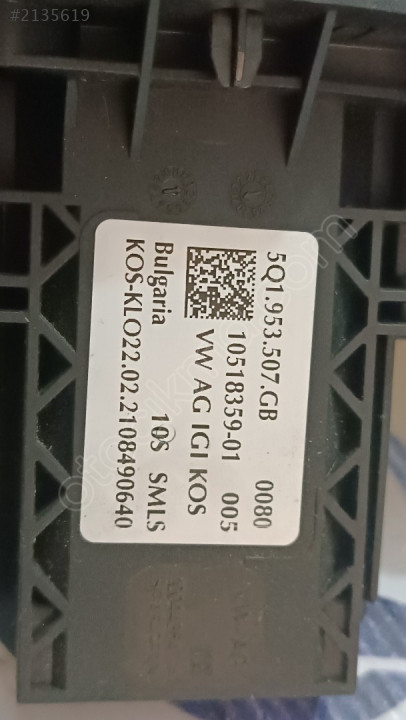 #2135619
5Q1.953.507.GB 0080
10518359-01 005
VW AG IGI KOS
Bulgaria 10S SMLS
KOS-KLO22.02.2108490640